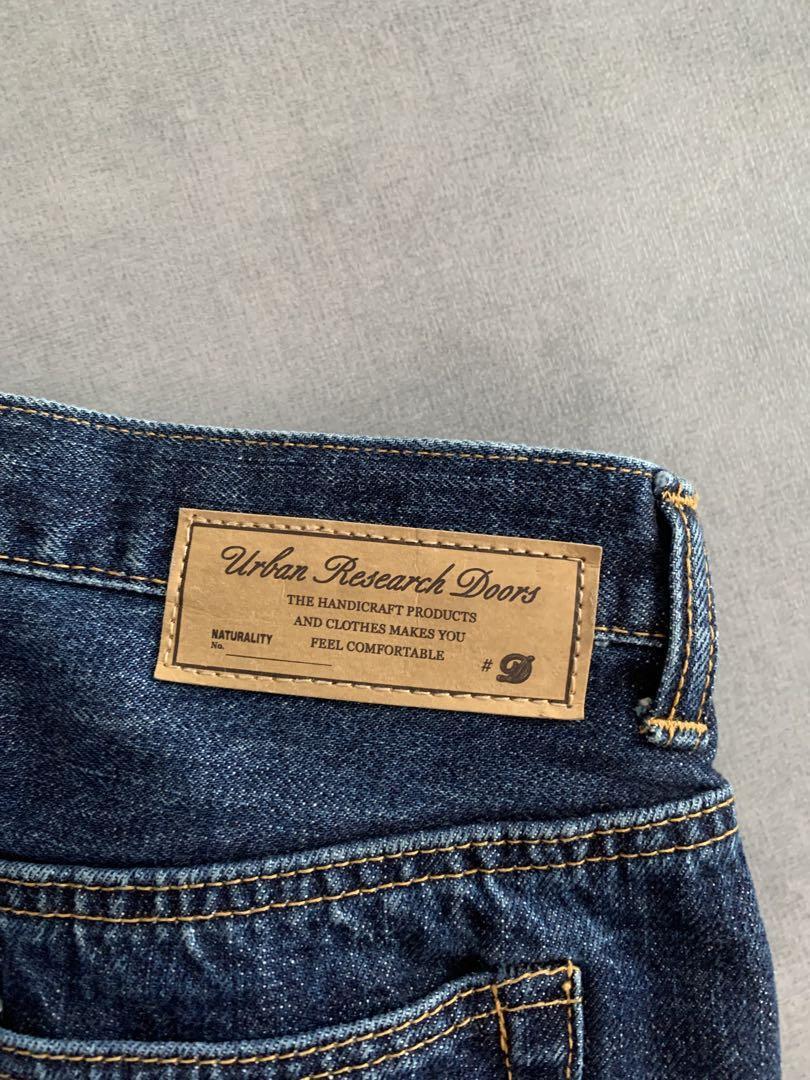 Urban Research Doors
THE HANDICRAFT PRODUCTS
AND CLOTHES MAKES YOU
FEEL COMFORTABLE
NATURALITY
No.
# D